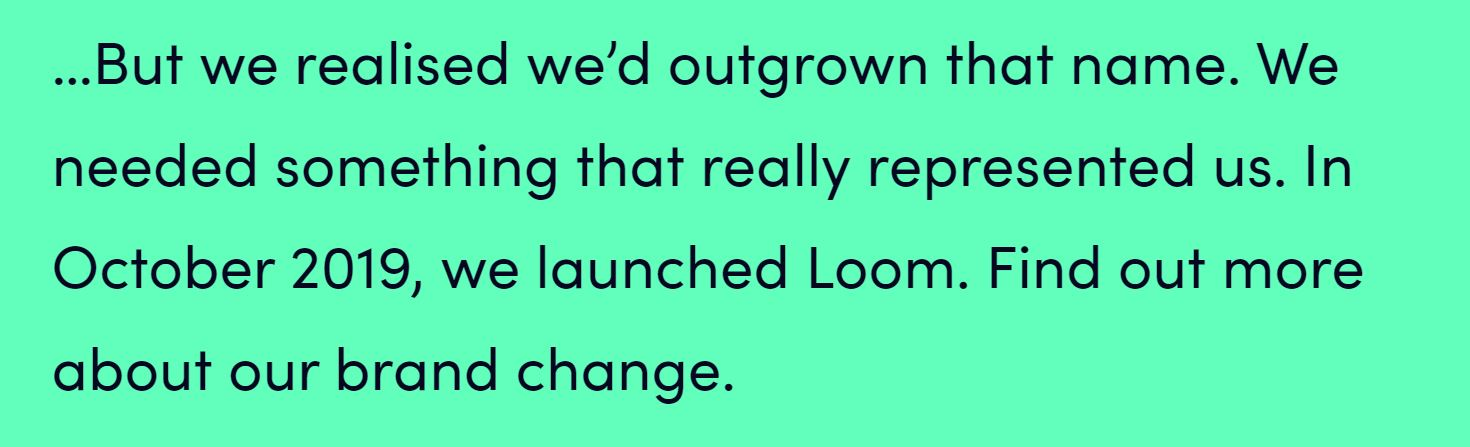 …But we realised we’d outgrown that name. We
needed something that really represented us. In
October 2019, we launched Loom. Find out more
about our brand change.